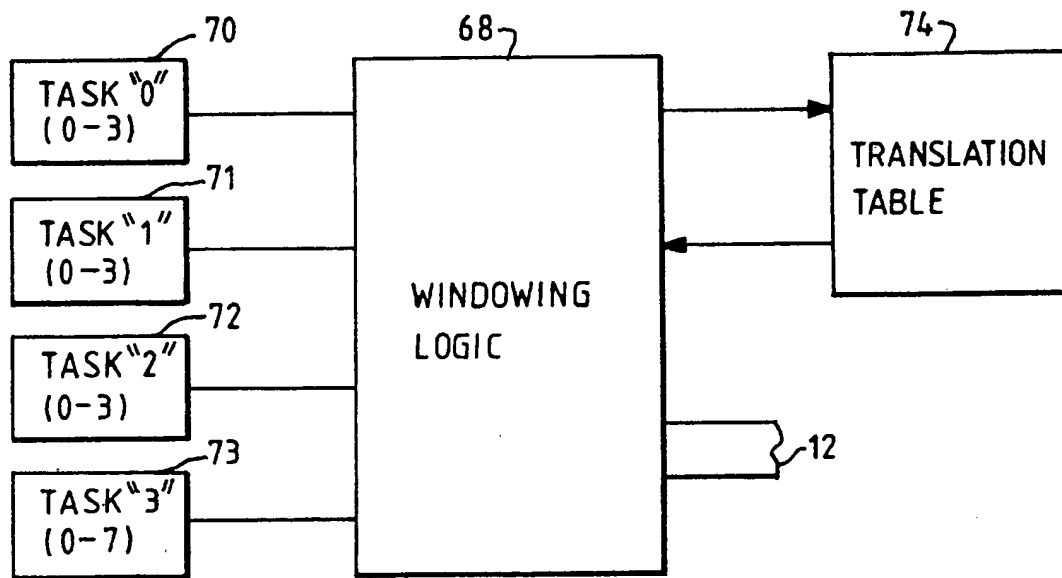 70
TASK "0"
(0-3)
71
TASK "1"
(0-3)
72
TASK "2"
(0-3)
73
TASK "3"
(0-7)
68
WINDOWING
LOGIC
74
TRANSLATION
TABLE
12